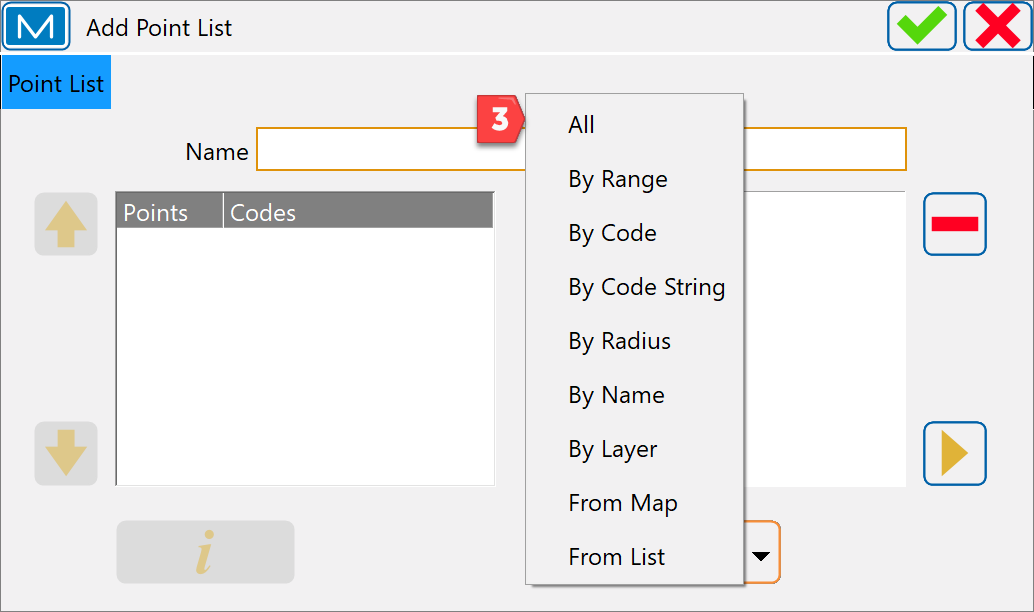 M Add Point List
Point List
3
All
Name
By Range
Points Codes
By Code
By Code String
By Radius
By Name
By Layer
From Map
From List
i